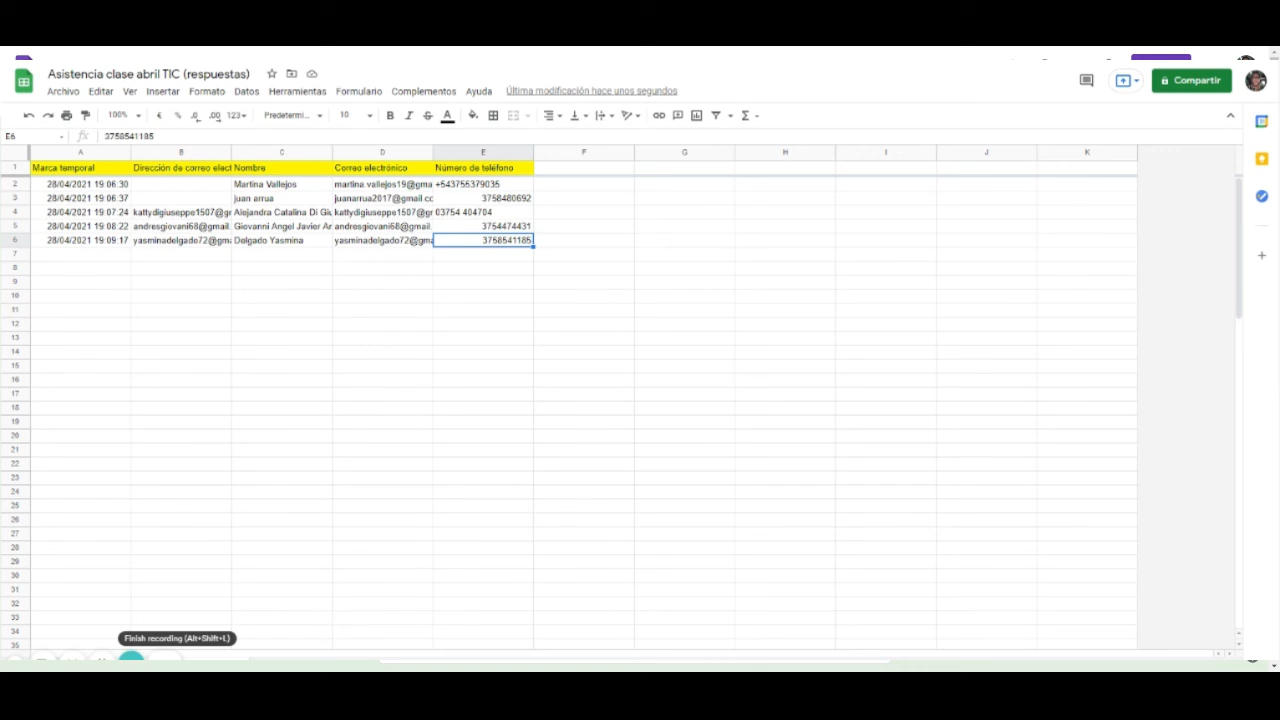 Asistencia clase abril TIC (respuestas)
Archivo Editar Ver Insertar Formato Datos Herramientas Formulario Complementos Ayuda Última modificación hace unos segundos
Compartir
100% € % .0 .00 123 Predetermi... 10 B I S A
E6 fx 3758541185
A B C D E F G H I J K
1 Marca temporal Dirección de correo elect Nombre Correo electrónico Número de teléfono
2 28/04/2021 19:06:30 Martina Vallejos martina.vallejos19@gma +543755379035
3 28/04/2021 19:06:37 juan arrua juanarrua2017@gmail.cc 3758480692
4 28/04/2021 19:07:24 kattydigiuseppe1507@gr Alejandra Catalina Di Gi kattydigiuseppe1507@gr 03754 404704
5 28/04/2021 19:08:22 andresgiovani68@gmail. Giovanni Angel Javier Ar andresgiovani68@gmail. 3754474431
6 28/04/2021 19:09:17 yasminadelgado72@gma Delgado Yasmina yasminadelgado72@gma 3758541185
7
8
9
10
11
12
13
14
15
16
17
18
19
20
21
22
23
24
25
26
27
28
29
30
31
32
33
34
35
Finish recording (Alt+Shift+L)